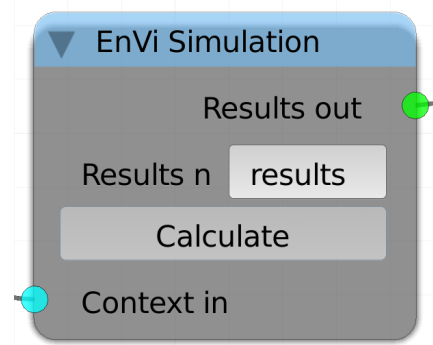 EnVi Simulation
Results out
Results n results
Calculate
Context in